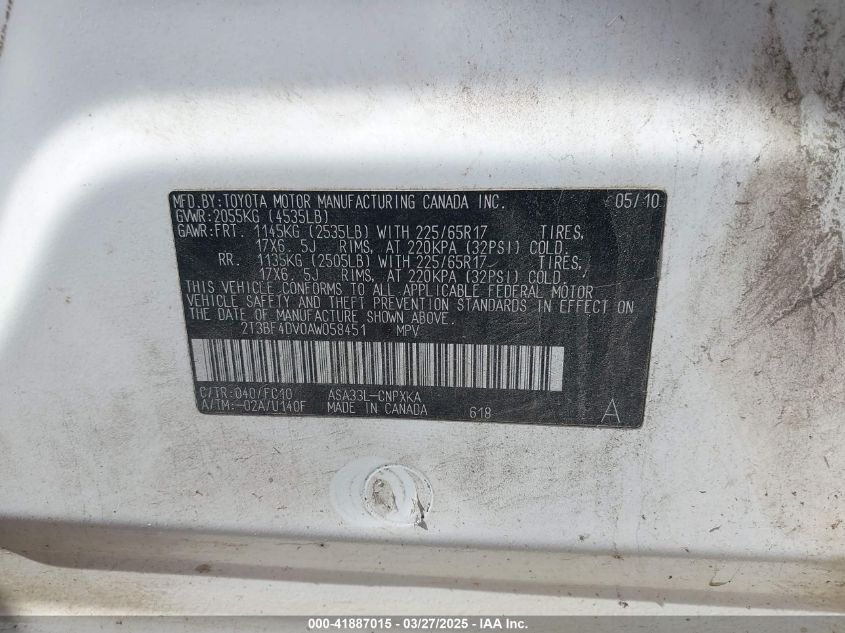 MFD.BY:TOYOTA MOTOR MANUFACTURING CANADA INC. 05/10
GVWR:2055KG (4535LB)
GAWR:FRT. 1145KG (2535LB) WITH 225/65R17 TIRES,
17X6. 5J RIMS, AT 220KPA (32PSI) COLD.
RR. 1135KG (2505LB) WITH 225/65R17 TIRES,
17X6. 5J RIMS, AT 220KPA (32PSI) COLD.
THIS VEHICLE CONFORMS TO ALL APPLICABLE FEDERAL MOTOR
VEHICLE SAFETY AND THEFT PREVENTION STANDARDS IN EFFECT ON
THE DATE OF MANUFACTURE SHOWN ABOVE.
2T3BF4DV0AW058451 MPV
C/TR:040/FC10 ASA33L-CNPXKA
A/TM:-02A/U140F MADE IN CANADA 618 A
000-41887015 | 03/27/2025 | IAA Inc.